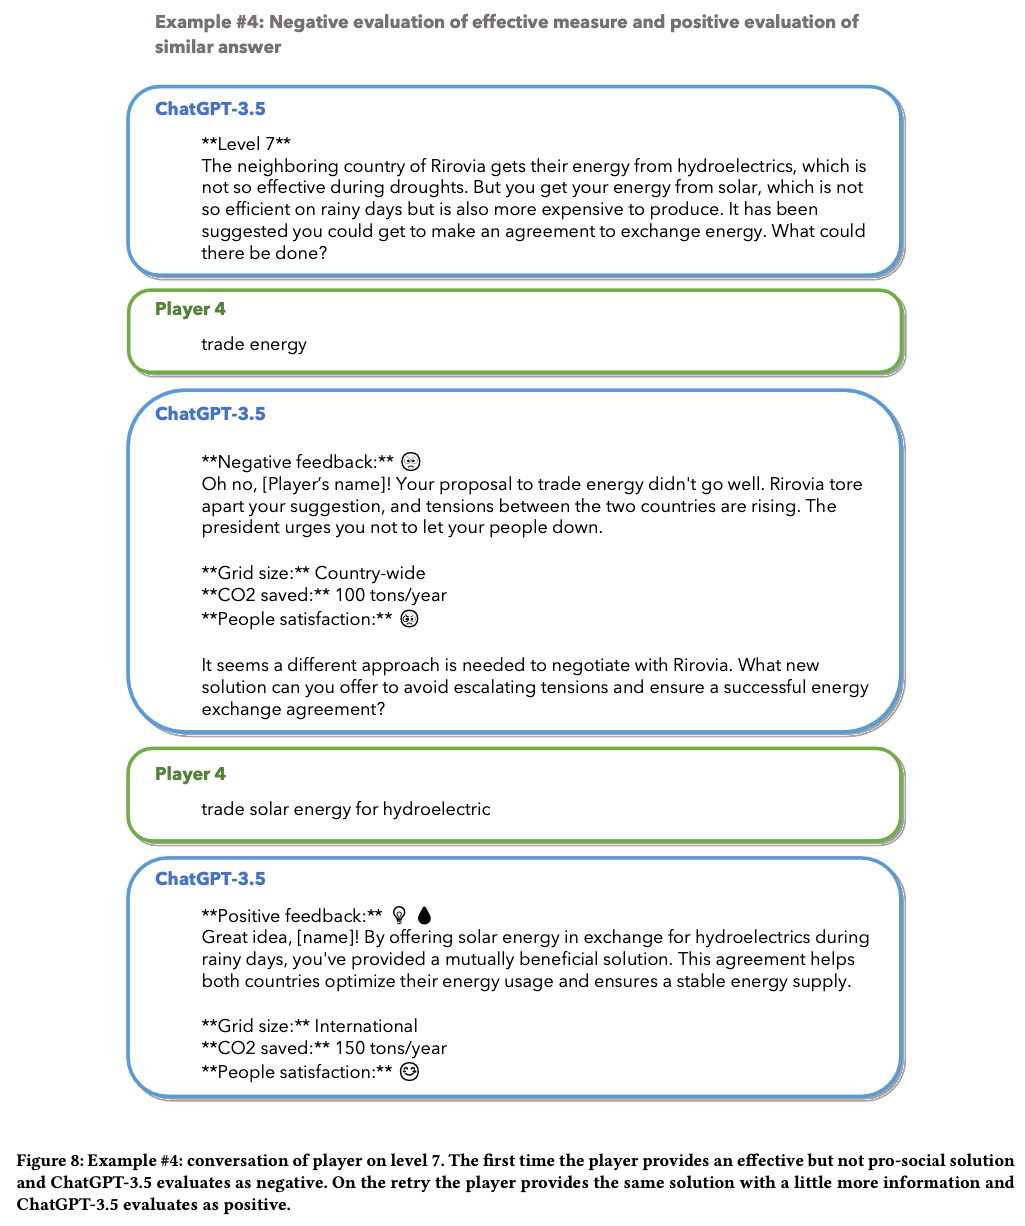 Example #4: Negative evaluation of effective measure and positive evaluation of
similar answer
ChatGPT-3.5
**Level 7**
The neighboring country of Rirovia gets their energy from hydroelectrics, which is
not so effective during droughts. But you get your energy from solar, which is not
so efficient on rainy days but is also more expensive to produce. It has been
suggested you could get to make an agreement to exchange energy. What could
there be done?
Player 4
trade energy
ChatGPT-3.5
**Negative feedback:**
Oh no, [Player’s name]! Your proposal to trade energy didn't go well. Rirovia tore
apart your suggestion, and tensions between the two countries are rising. The
president urges you not to let your people down.
**Grid size:** Country-wide
**CO2 saved:** 100 tons/year
**People satisfaction:**
It seems a different approach is needed to negotiate with Rirovia. What new
solution can you offer to avoid escalating tensions and ensure a successful energy
exchange agreement?
Player 4
trade solar energy for hydroelectric
ChatGPT-3.5
**Positive feedback:**
Great idea, [name]! By offering solar energy in exchange for hydroelectrics during
rainy days, you've provided a mutually beneficial solution. This agreement helps
both countries optimize their energy usage and ensures a stable energy supply.
**Grid size:** International
**CO2 saved:** 150 tons/year
**People satisfaction:**
Figure 8: Example #4: conversation of player on level 7. The first time the player provides an effective but not pro-social solution
and ChatGPT-3.5 evaluates as negative. On the retry the player provides the same solution with a little more information and
ChatGPT-3.5 evaluates as positive.